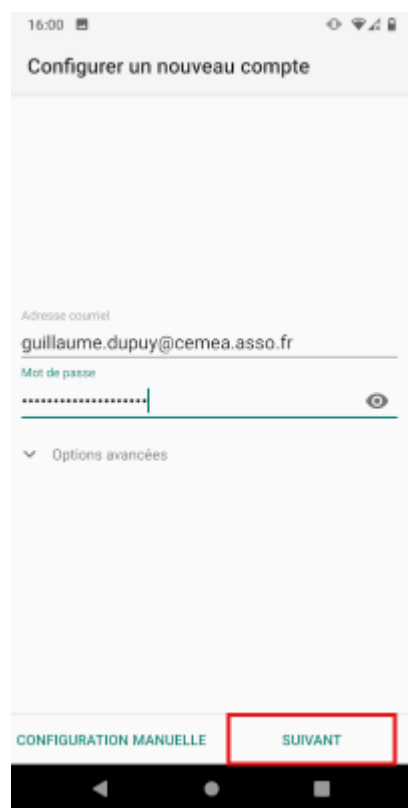 16:00
Configurer un nouveau compte
Adresse courriel
guillaume.dupuy@cemea.asso.fr
Mot de passe
••••••••••••••••••••
Options avancées
CONFIGURATION MANUELLE
SUIVANT